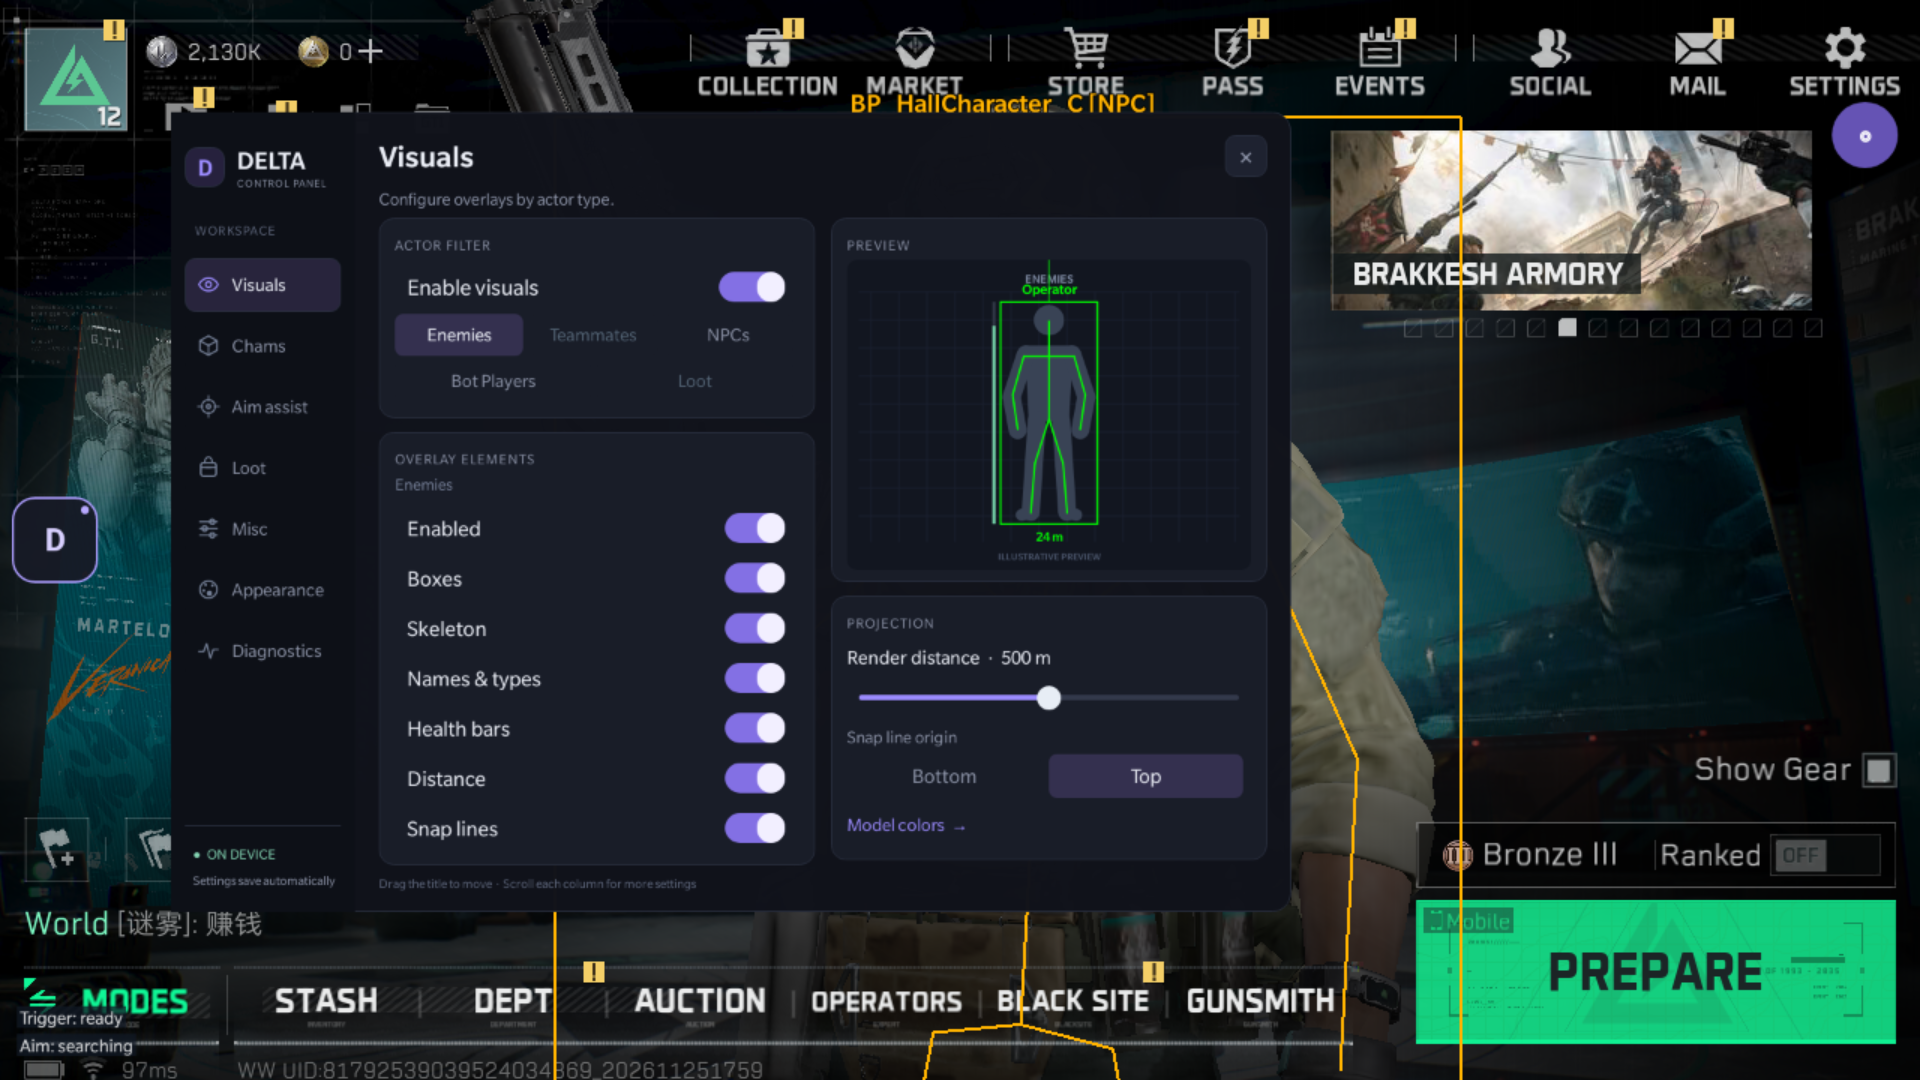 2,130K
0
12
COLLECTION
MARKET
STORE
PASS
EVENTS
SOCIAL
MAIL
SETTINGS
BP_HallCharacter_C [NPC]
D
DELTA
CONTROL PANEL
WORKSPACE
Visuals
Chams
Aim assist
Loot
Misc
Appearance
Diagnostics
ON DEVICE
Settings save automatically
Visuals
Configure overlays by actor type.
ACTOR FILTER
Enable visuals
Enemies
Teammates
NPCs
Bot Players
Loot
OVERLAY ELEMENTS
Enemies
Enabled
Boxes
Skeleton
Names & types
Health bars
Distance
Snap lines
Drag the title to move · Scroll each column for more settings
PREVIEW
ENEMIES
Operator
24 m
ILLUSTRATIVE PREVIEW
PROJECTION
Render distance · 500 m
Snap line origin
Bottom
Top
Model colors →
BRAKKESH ARMORY
G.T.I.
D
MARTELO
Show Gear
Bronze III
Ranked
OFF
Mobile
PREPARE
World [谜雾]: 赚钱
MODES
STASH
DEPT
AUCTION
OPERATORS
BLACK SITE
GUNSMITH
Trigger: ready
Aim: searching
97ms